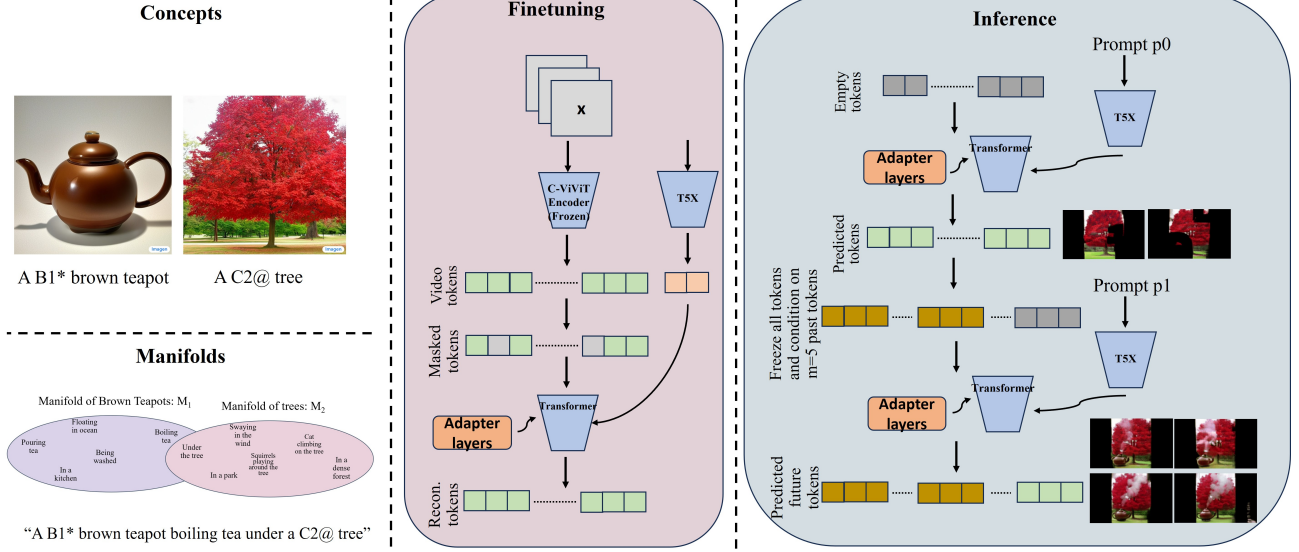 Concepts
Imagen
Imagen
A B1* brown teapot
A C2@ tree
Manifolds
Manifold of Brown Teapots: M1
Manifold of trees: M2
Floating
in ocean
Pouring
tea
Boiling
tea
Being
washed
In a
kitchen
Under
the tree
Swaying
in the
wind
Squirrels
playing
around the
tree
Cat
climbing
on the tree
In a park
In a
dense
forest
“A B1* brown teapot boiling tea under a C2@ tree”
Finetuning
x
C-ViViT
Encoder
(Frozen)
T5X
Video
tokens
Masked
tokens
Adapter
layers
Transformer
Recon.
tokens
Inference
Prompt p0
Empty
tokens
T5X
Transformer
Adapter
layers
Predicted
tokens
Prompt p1
Freeze all tokens
and condition on
m=5 past tokens
T5X
Transformer
Adapter
layers
Predicted
future
tokens